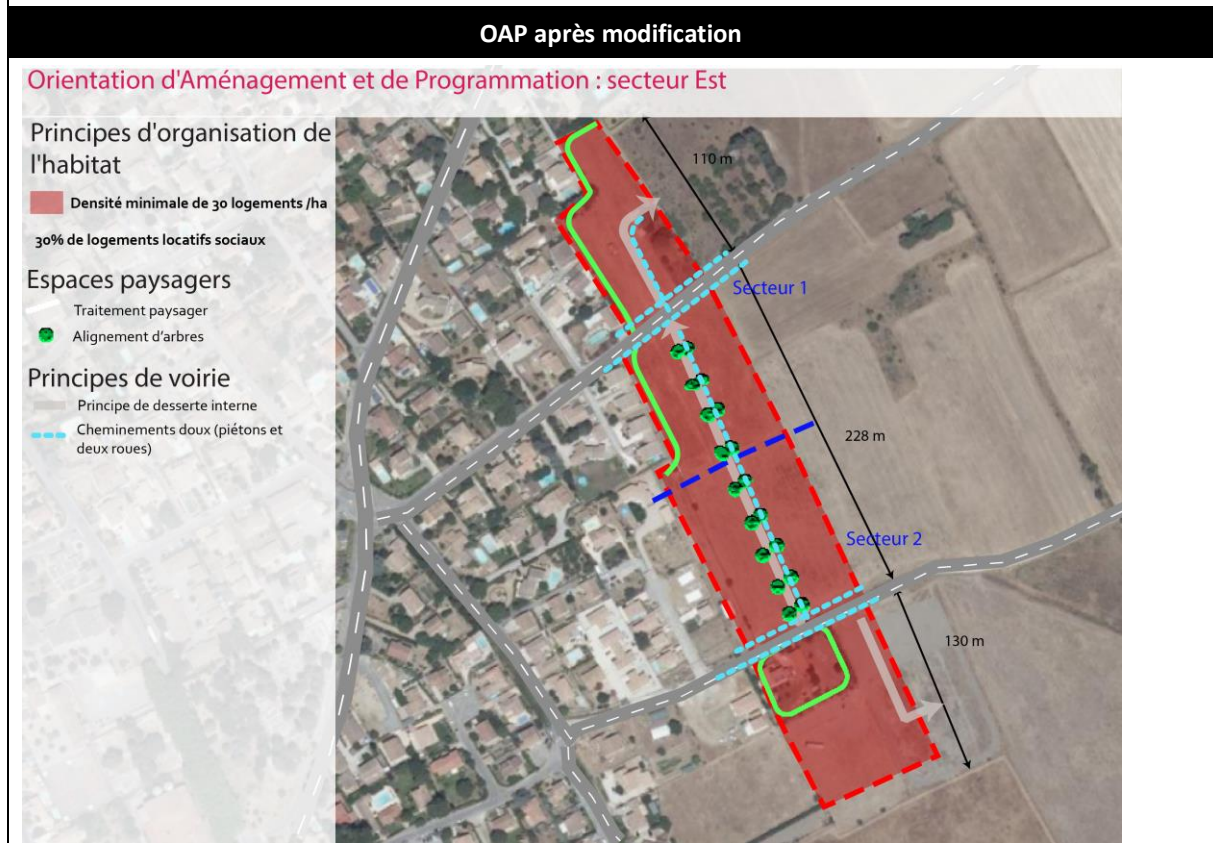 OAP après modification
Orientation d'Aménagement et de Programmation : secteur Est
Principes d'organisation de
l'habitat
Densité minimale de 30 logements /ha
30% de logements locatifs sociaux
Espaces paysagers
Traitement paysager
Alignement d'arbres
Principes de voirie
Principe de desserte interne
Cheminements doux (piétons et
deux roues)
110 m
Secteur 1
228 m
Secteur 2
130 m